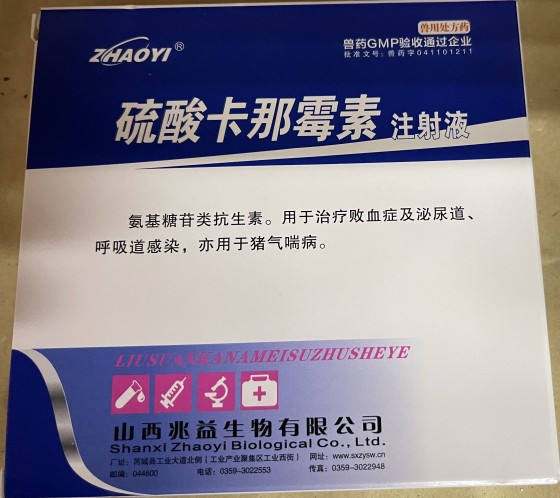 兽用处方药
ZHAOYI®
兽药GMP验收通过企业
批准文号：兽药字041101211
硫酸卡那霉素 注射液
氨基糖苷类抗生素。用于治疗败血症及泌尿道、
呼吸道感染，亦用于猪气喘病。
LIUSUANKANAMEISUZHUSHEYE
山西兆益生物有限公司
Shanxi Zhaoyi Biological Co., Ltd.
厂址：芮城县工业大道北侧（工业产业聚集区工业西街） 网址：www.sxzysw.cn
邮编：044600 电话：0359-3022553 传真：0359-3022948